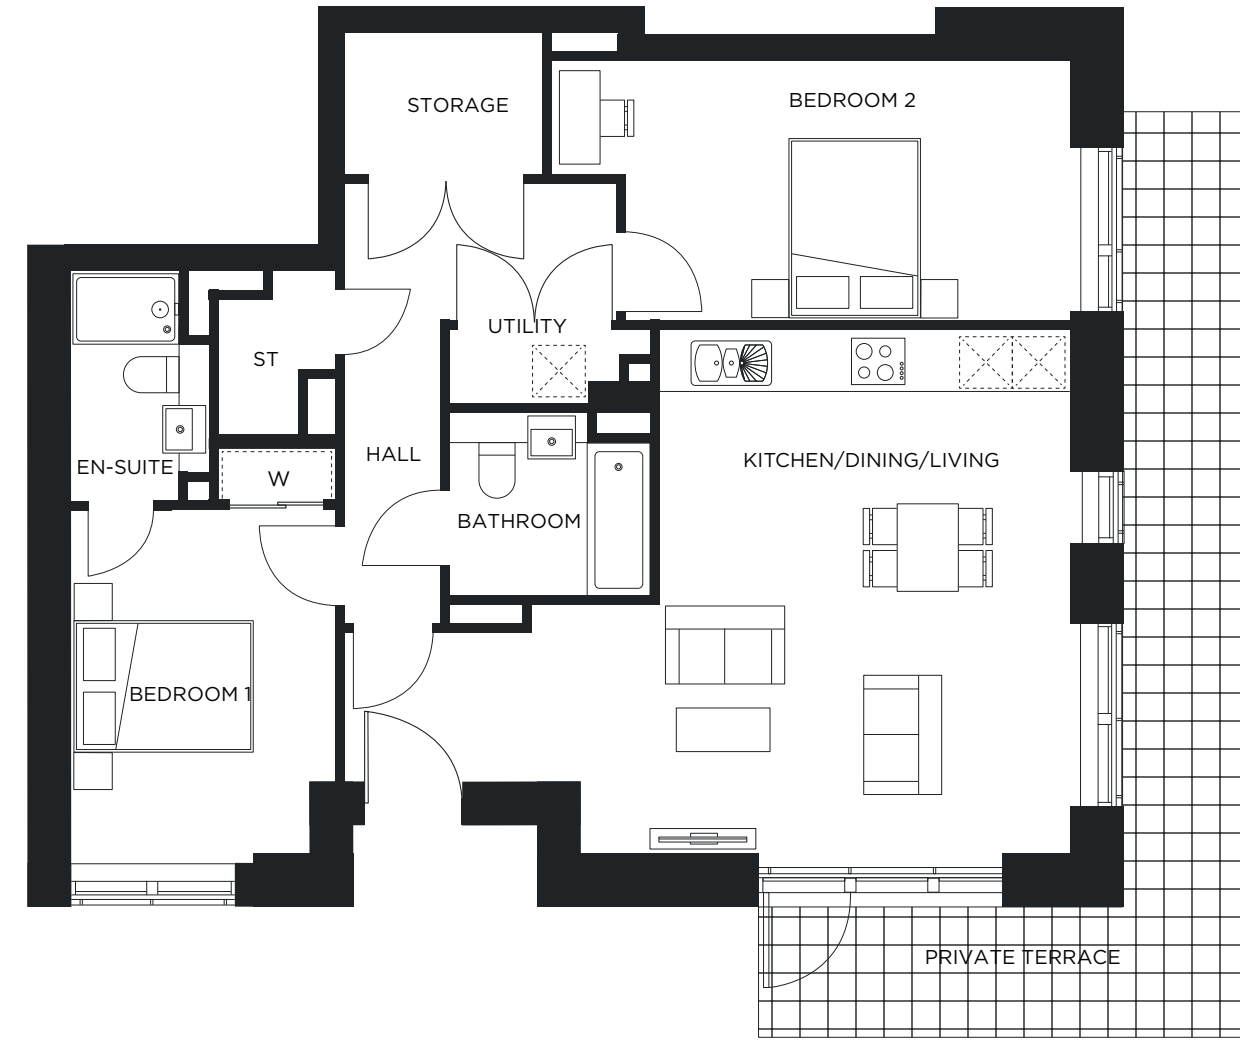 STORAGE
BEDROOM 2
UTILITY
ST
HALL
EN-SUITE
W
KITCHEN/DINING/LIVING
BATHROOM
BEDROOM 1
PRIVATE TERRACE